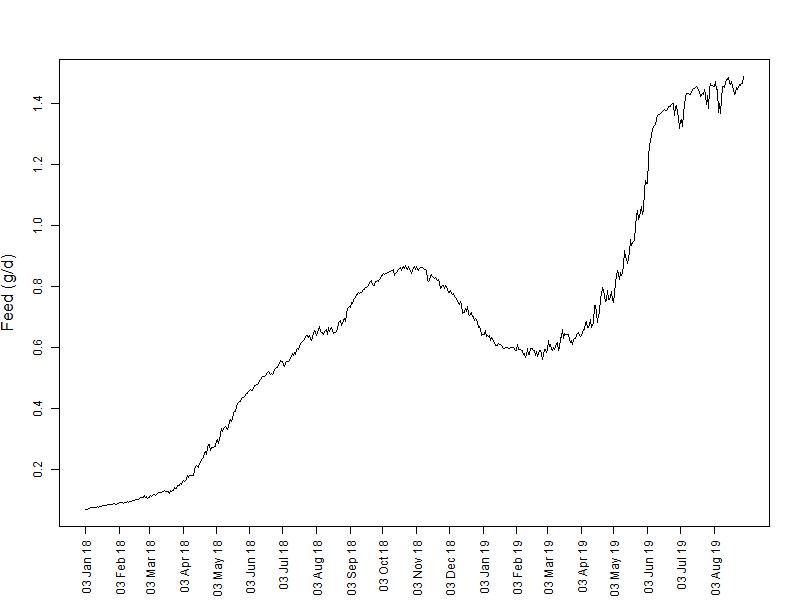 Feed (g/d)
1.4
1.2
1.0
0.8
0.6
0.4
0.2
03 Jan 18
03 Feb 18
03 Mar 18
03 Apr 18
03 May 18
03 Jun 18
03 Jul 18
03 Aug 18
03 Sep 18
03 Oct 18
03 Nov 18
03 Dec 18
03 Jan 19
03 Feb 19
03 Mar 19
03 Apr 19
03 May 19
03 Jun 19
03 Jul 19
03 Aug 19